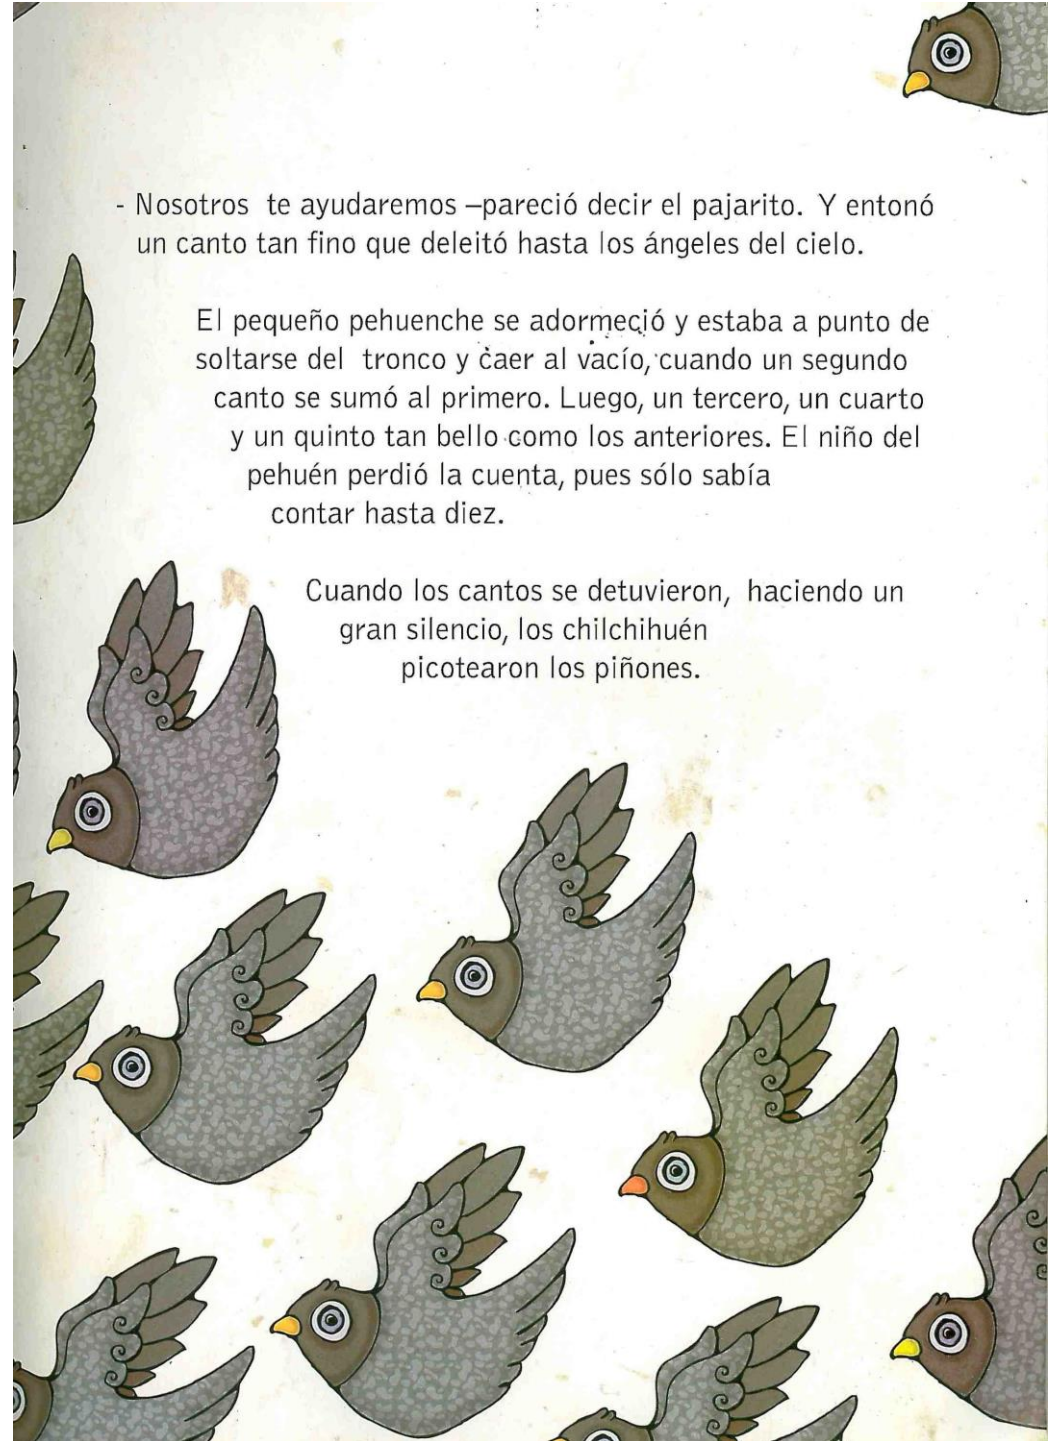 - Nosotros te ayudaremos –pareció decir el pajarito. Y entonó
un canto tan fino que deleitó hasta los ángeles del cielo.
El pequeño pehuenche se adormeció y estaba a punto de
soltarse del tronco y caer al vacío, cuando un segundo
canto se sumó al primero. Luego, un tercero, un cuarto
y un quinto tan bello como los anteriores. El niño del
pehuén perdió la cuenta, pues sólo sabía
contar hasta diez.
Cuando los cantos se detuvieron, haciendo un
gran silencio, los chilchihuén
picotearon los piñones.